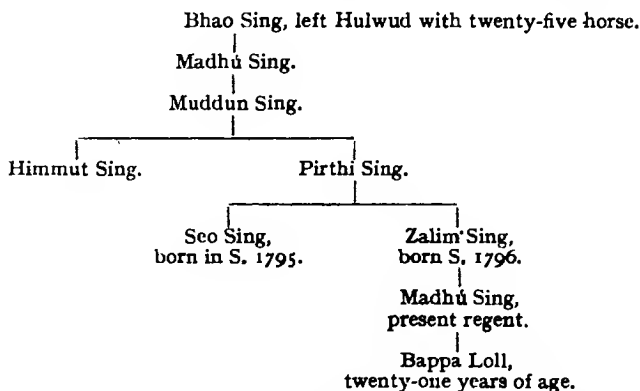 Bhao Sing, left Hulwud with twenty-five horse.
Madhú Sing.
Muddun Sing.
Himmut Sing. Pirthi Sing.
Seo Sing, Zalim Sing,
born in S. 1795. born S. 1796.
Madhú Sing,
present regent.
Bappa Loll,
twenty-one years of age.